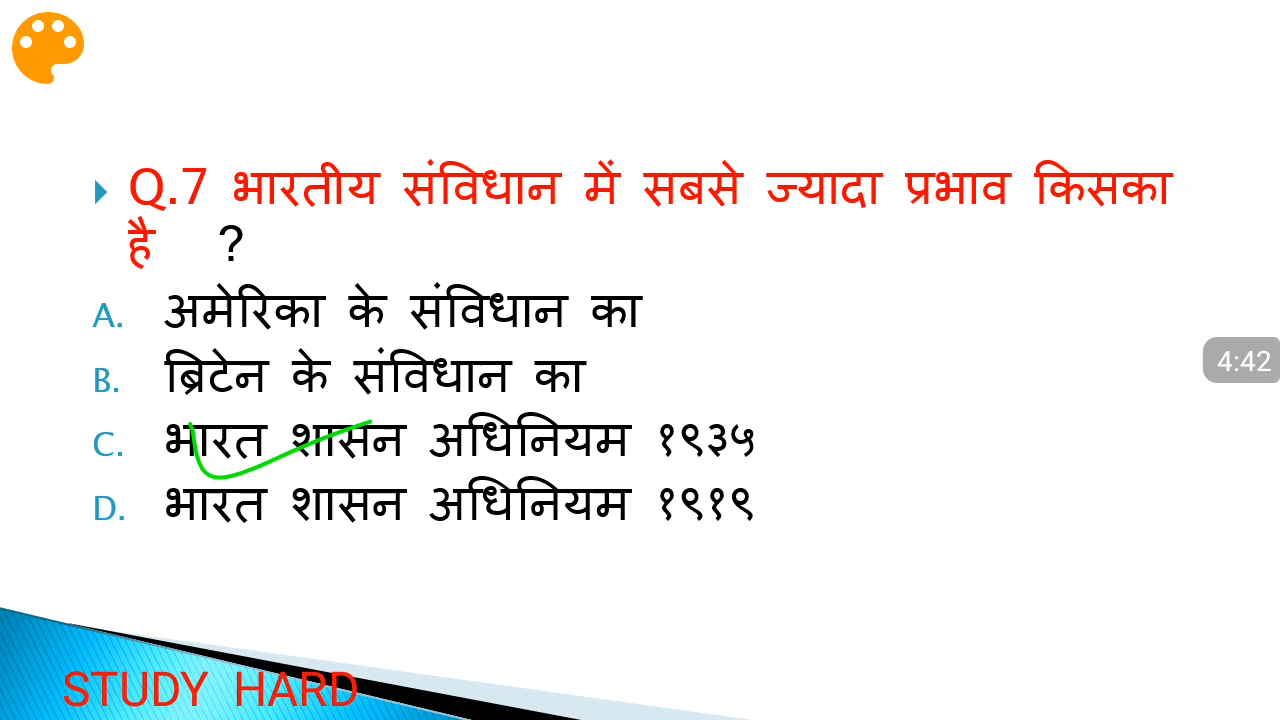 Q.7 भारतीय संविधान में सबसे ज्यादा प्रभाव किसका
है ?
A. अमेरिका के संविधान का
B. ब्रिटेन के संविधान का
C. भारत शासन अधिनियम १९३५
D. भारत शासन अधिनियम १९१९
4:42
STUDY HARD